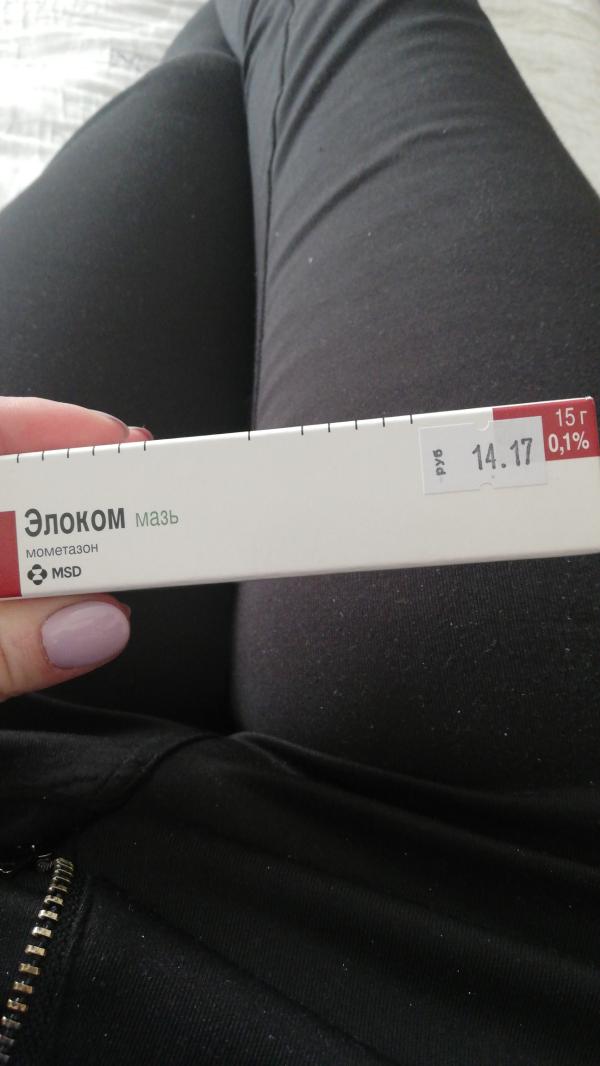 15 г
0,1%
руб 14.17
Элоком мазь
мометазон
MSD